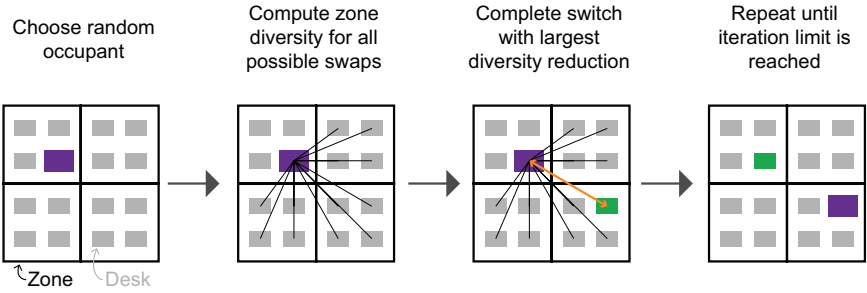 Choose random
occupant
Compute zone
diversity for all
possible swaps
Complete switch
with largest
diversity reduction
Repeat until
iteration limit is
reached
Zone
Desk